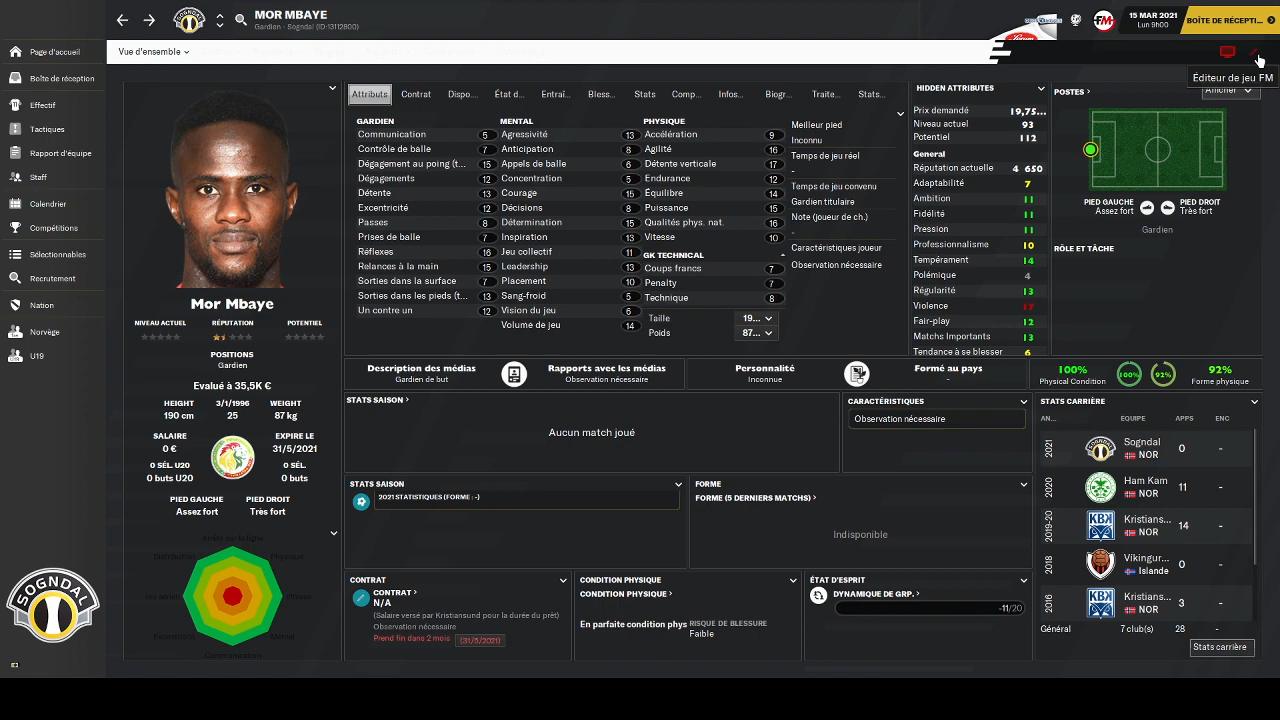 MOR MBAYE
Gardien - Sogndal (ID:13112800)
15 MAR 2021
Lun 9h00
BOÎTE DE RÉCEPTI...
Vue d'ensemble
Éditeur de jeu FM
Page d'accueil
Boîte de réception
Effectif
Tactiques
Rapport d'équipe
Staff
Calendrier
Compétitions
Sélectionnables
Recrutement
Nation
Norvège
U19
SOGNDAL
Mor Mbaye
NIVEAU ACTUEL RÉPUTATION POTENTIEL
POSITIONS
Gardien
Evalué à 35,5K €
HEIGHT 3/1/1996 WEIGHT
190 cm 25 87 kg
SALAIRE EXPIRE LE
0 € 31/5/2021
0 SÉL. U20 0 SÉL.
0 buts U20 0 buts
PIED GAUCHE PIED DROIT
Assez fort Très fort
Attributs Contrat Dispo... État d... Entraî... Bless... Stats Comp... Infos... Biogr... Traite... Stats...
GARDIEN
Communication 5
Contrôle de balle 7
Dégagement au poing (t... 15
Dégagements 12
Détente 13
Excentricité 12
Passes 8
Prises de balle 7
Réflexes 16
Relances à la main 15
Sorties dans la surface 7
Sorties dans les pieds (t... 13
Un contre un 12
MENTAL
Agressivité 13
Anticipation 8
Appels de balle 6
Concentration 5
Courage 15
Décisions 8
Détermination 15
Inspiration 13
Jeu collectif 11
Leadership 13
Placement 10
Sang-froid 5
Vision du jeu 6
Volume de jeu 14
PHYSIQUE
Accélération 9
Agilité 16
Détente verticale 17
Endurance 12
Équilibre 14
Puissance 15
Qualités phys. nat. 16
Vitesse 10
GK TECHNICAL
Coups francs 7
Penalty 7
Technique 8
Taille 19...
Poids 87...
Meilleur pied
Inconnu
Temps de jeu réel
-
Temps de jeu convenu
Gardien titulaire
Note (joueur de ch.)
-
Caractéristiques joueur
Observation nécessaire
HIDDEN ATTRIBUTES
Prix demandé 19,75...
Niveau actuel 93
Potentiel 112
General
Réputation actuelle 4 650
Adaptabilité 7
Ambition 11
Fidélité 11
Pression 11
Professionnalisme 10
Tempérament 14
Polémique 4
Régularité 13
Violence 17
Fair-play 12
Matchs Importants 13
Tendance à se blesser 6
POSTES
Afficher
PIED GAUCHE PIED DROIT
Assez fort Très fort
Gardien
RÔLE ET TÂCHE
Description des médias
Gardien de but
Rapports avec les médias
Observation nécessaire
Personnalité
Inconnue
Formé au pays
-
100%
Physical Condition
100%
92%
92%
Forme physique
STATS SAISON
Aucun match joué
CARACTÉRISTIQUES
Observation nécessaire
STATS SAISON
2021 STATISTIQUES (FORME : -)
FORME
FORME (5 DERNIERS MATCHS)
Indisponible
CONTRAT
CONTRAT
N/A
(Salaire versé par Kristiansund pour la durée du prêt)
Observation nécessaire
Prend fin dans 2 mois (31/5/2021)
CONDITION PHYSIQUE
CONDITION PHYSIQUE
En parfaite condition phys
RISQUE DE BLESSURE
Faible
ÉTAT D'ESPRIT
DYNAMIQUE DE GRP.
-11/20
STATS CARRIÈRE
AN... EQUIPE APPS ENC
2021 Sogndal NOR 0 -
2020 Ham Kam NOR 11 -
2019-20 Kristians... NOR 14 -
2018 Vikingur... Islande 0 -
2016 Kristians... NOR 3 -
Général 7 club(s) 28 -
Stats carrière